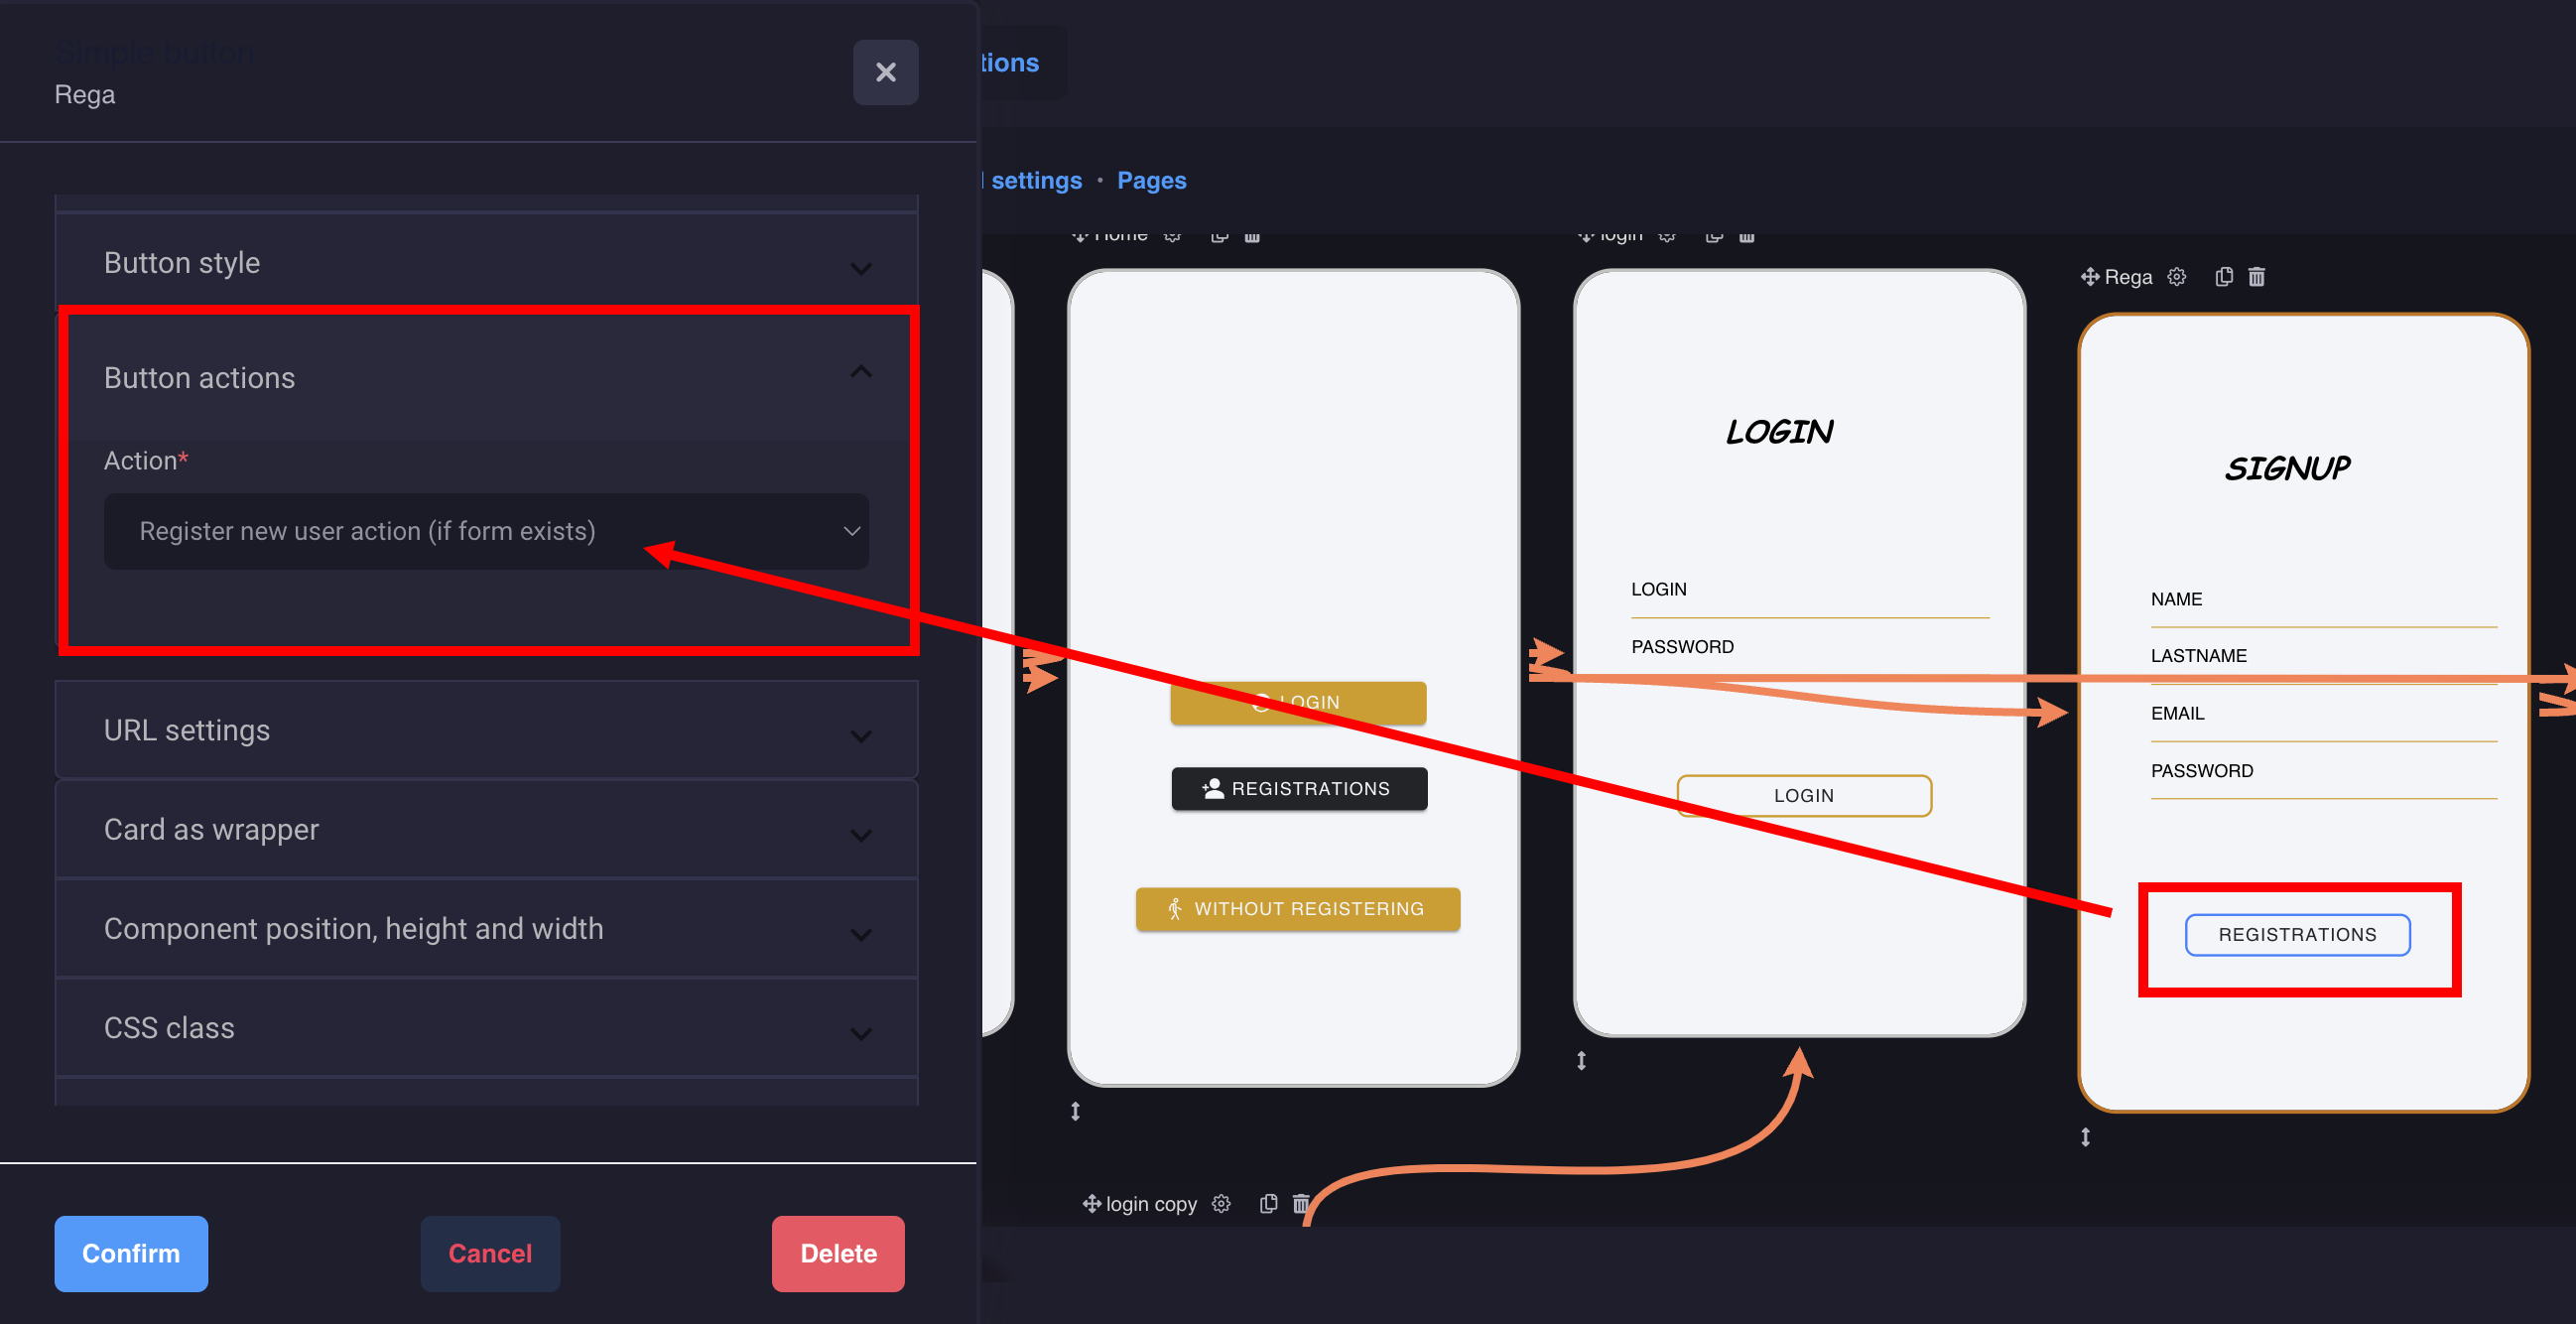 Simple button
Rega
Button style
Button actions
Action*
Register new user action (if form exists)
URL settings
Card as wrapper
Component position, height and width
CSS class
Confirm
Cancel
Delete
tions
settings • Pages
Home
LOGIN
REGISTRATIONS
WITHOUT REGISTERING
login
LOGIN
LOGIN
PASSWORD
LOGIN
Rega
SIGNUP
NAME
LASTNAME
EMAIL
PASSWORD
REGISTRATIONS
login copy